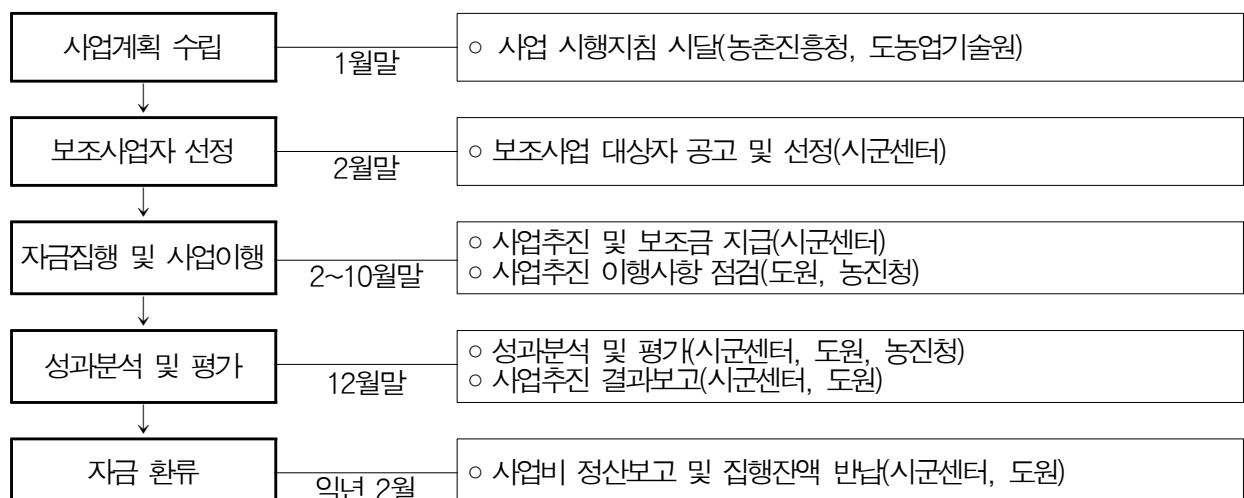 사업계획 수립
1월말
○ 사업 시행지침 시달(농촌진흥청, 도농업기술원)
보조사업자 선정
2월말
○ 보조사업 대상자 공고 및 선정(시군센터)
자금집행 및 사업이행
2~10월말
○ 사업추진 및 보조금 지급(시군센터)
○ 사업추진 이행사항 점검(도원, 농진청)
성과분석 및 평가
12월말
○ 성과분석 및 평가(시군센터, 도원, 농진청)
○ 사업추진 결과보고(시군센터, 도원)
자금 환류
익년 2월
○ 사업비 정산보고 및 집행잔액 반납(시군센터, 도원)